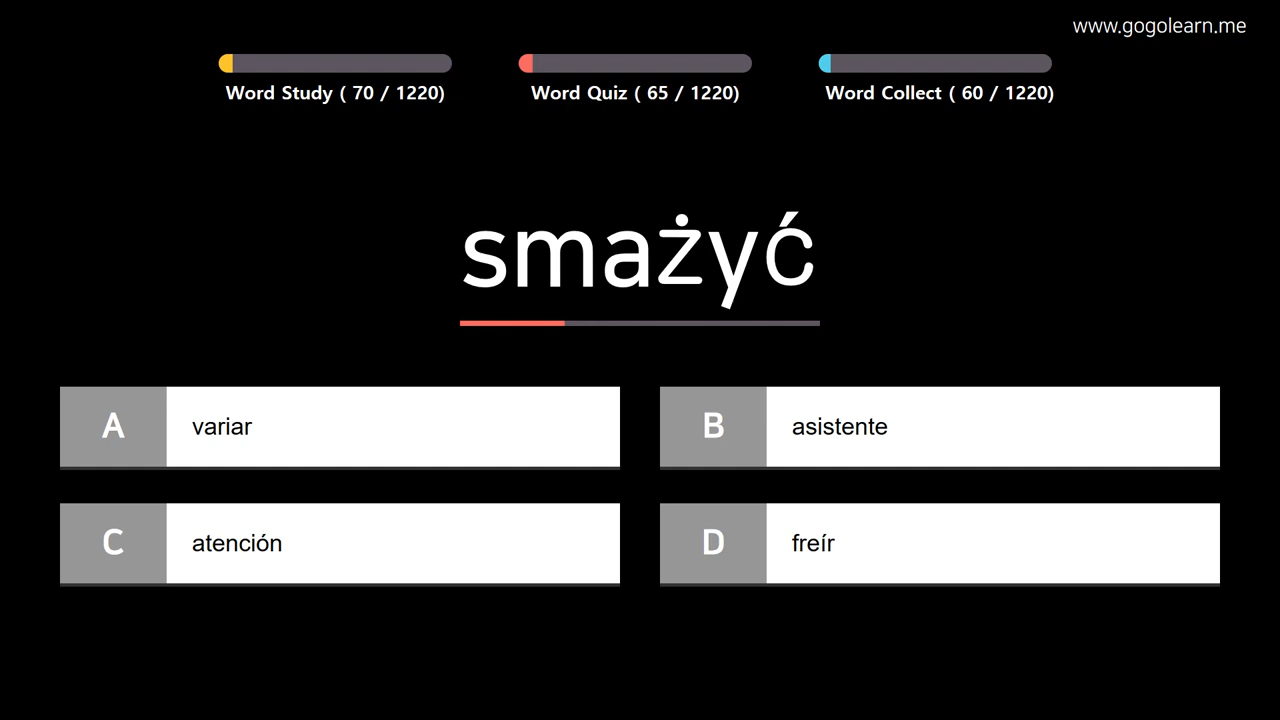 www.gogolearn.me
Word Study ( 70 / 1220)
Word Quiz ( 65 / 1220)
Word Collect ( 60 / 1220)
smażyć
A variar
B asistente
C atención
D freír